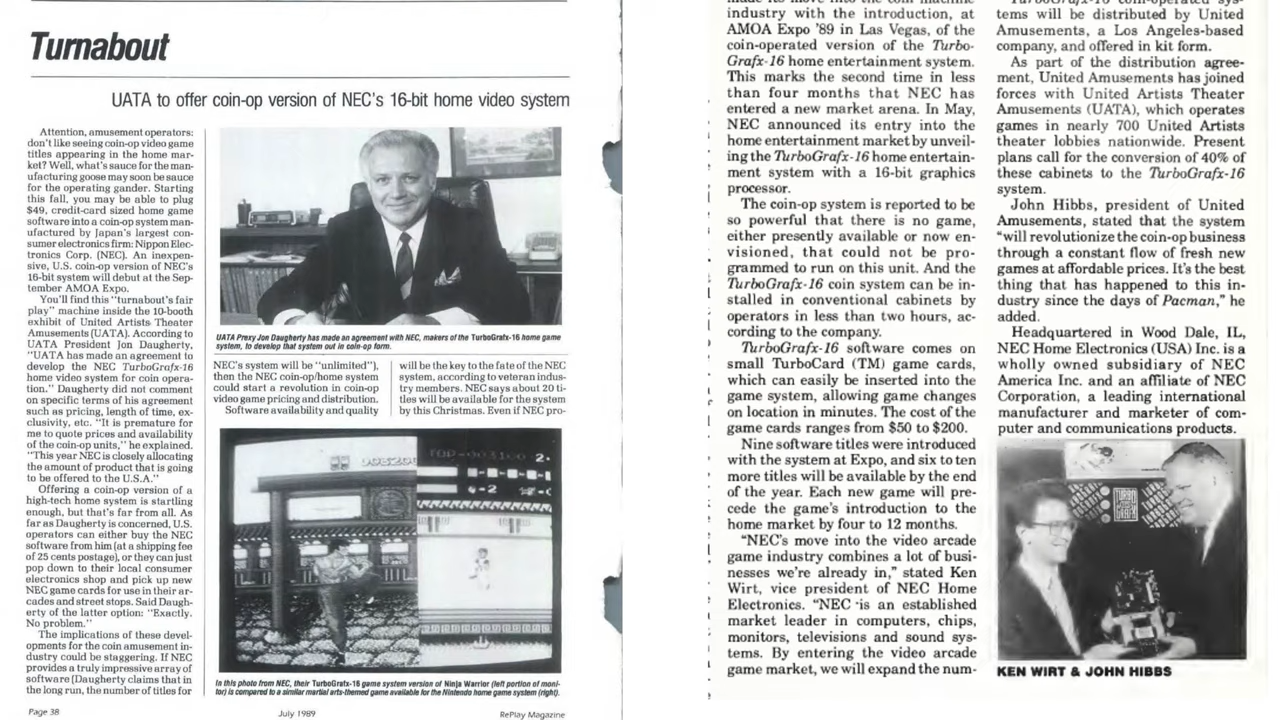 Turnabout
UATA to offer coin-op version of NEC's 16-bit home video system
Attention, amusement operators:
don't like seeing coin-op video game
titles appearing in the home mar-
ket? Well, what's sauce for the man-
ufacturing goose may soon be sauce
for the operating gander. Starting
this fall, you may be able to plug
$49, credit-card sized home game
software into a coin-op system man-
ufactured by Japan's largest con-
sumer electronics firm: Nippon Elec-
tronics Corp. (NEC). An inexpen-
sive, U.S. coin-op version of NEC's
16-bit system will debut at the Sep-
tember AMOA Expo.
You'll find this "turnabout's fair
play" machine inside the 10-booth
exhibit of United Artists Theater
Amusements (UATA). According to
UATA President Jon Daugherty,
"UATA has made an agreement to
develop the NEC TurboGrafx-16
home video system for coin opera-
tion." Daugherty did not comment
on specific terms of his agreement
such as pricing, length of time, ex-
clusivity, etc. "It is premature for
me to quote prices and availability
of the coin-op units," he explained.
"This year NEC is closely allocating
the amount of product that is going
to be offered to the U.S.A."
Offering a coin-op version of a
high-tech home system is startling
enough, but that's far from all. As
far as Daugherty is concerned, U.S.
operators can either buy the NEC
software from him (at a shipping fee
of 25 cents postage), or they can just
pop down to their local consumer
electronics shop and pick up new
NEC game cards for use in their ar-
cades and street stops. Said Daugh-
erty of the latter option: "Exactly.
No problem."
The implications of these devel-
opments for the coin amusement in-
dustry could be staggering. If NEC
provides a truly impressive array of
software (Daugherty claims that in
the long run, the number of titles for
UATA Prexy Jon Daugherty has made an agreement with NEC, makers of the TurboGrafx-16 home game
system, to develop that system out in coin-op form.
NEC's system will be "unlimited"),
then the NEC coin-op/home system
could start a revolution in coin-op
video game pricing and distribution.
Software availability and quality
will be the key to the fate of the NEC
system, according to veteran indus-
try members. NEC says about 20 ti-
tles will be available for the system
by this Christmas. Even if NEC pro-
TOP-003100 2.
-2
In this photo from NEC, their TurboGrafx-16 game system version of Ninja Warrior (left portion of moni-
tor) is compared to a similar martial arts-themed game available for the Nintendo home game system (right).
Page 38
July 1989
RePlay Magazine
made its move into the coin machine
industry with the introduction, at
AMOA Expo '89 in Las Vegas, of the
coin-operated version of the Turbo-
Grafx-16 home entertainment system.
This marks the second time in less
than four months that NEC has
entered a new market arena. In May,
NEC announced its entry into the
home entertainment market by unveil-
ing the TurboGrafx-16 home entertain-
ment system with a 16-bit graphics
processor.
The coin-op system is reported to be
so powerful that there is no game,
either presently available or now en-
visioned, that could not be pro-
grammed to run on this unit. And the
TurboGrafx-16 coin system can be in-
stalled in conventional cabinets by
operators in less than two hours, ac-
cording to the company.
TurboGrafx-16 software comes on
small TurboCard (TM) game cards,
which can easily be inserted into the
game system, allowing game changes
on location in minutes. The cost of the
game cards ranges from $50 to $200.
Nine software titles were introduced
with the system at Expo, and six to ten
more titles will be available by the end
of the year. Each new game will pre-
cede the game's introduction to the
home market by four to 12 months.
"NEC's move into the video arcade
game industry combines a lot of busi-
nesses we're already in," stated Ken
Wirt, vice president of NEC Home
Electronics. "NEC is an established
market leader in computers, chips,
monitors, televisions and sound sys-
tems. By entering the video arcade
game market, we will expand the num-
TurboGrafx-16 coin-operated sys-
tems will be distributed by United
Amusements, a Los Angeles-based
company, and offered in kit form.
As part of the distribution agree-
ment, United Amusements has joined
forces with United Artists Theater
Amusements (UATA), which operates
games in nearly 700 United Artists
theater lobbies nationwide. Present
plans call for the conversion of 40% of
these cabinets to the TurboGrafx-16
system.
John Hibbs, president of United
Amusements, stated that the system
"will revolutionize the coin-op business
through a constant flow of fresh new
games at affordable prices. It's the best
thing that has happened to this in-
dustry since the days of Pacman," he
added.
Headquartered in Wood Dale, IL,
NEC Home Electronics (USA) Inc. is a
wholly owned subsidiary of NEC
America Inc. and an affiliate of NEC
Corporation, a leading international
manufacturer and marketer of com-
puter and communications products.
TURBO
KEN WIRT & JOHN HIBBS